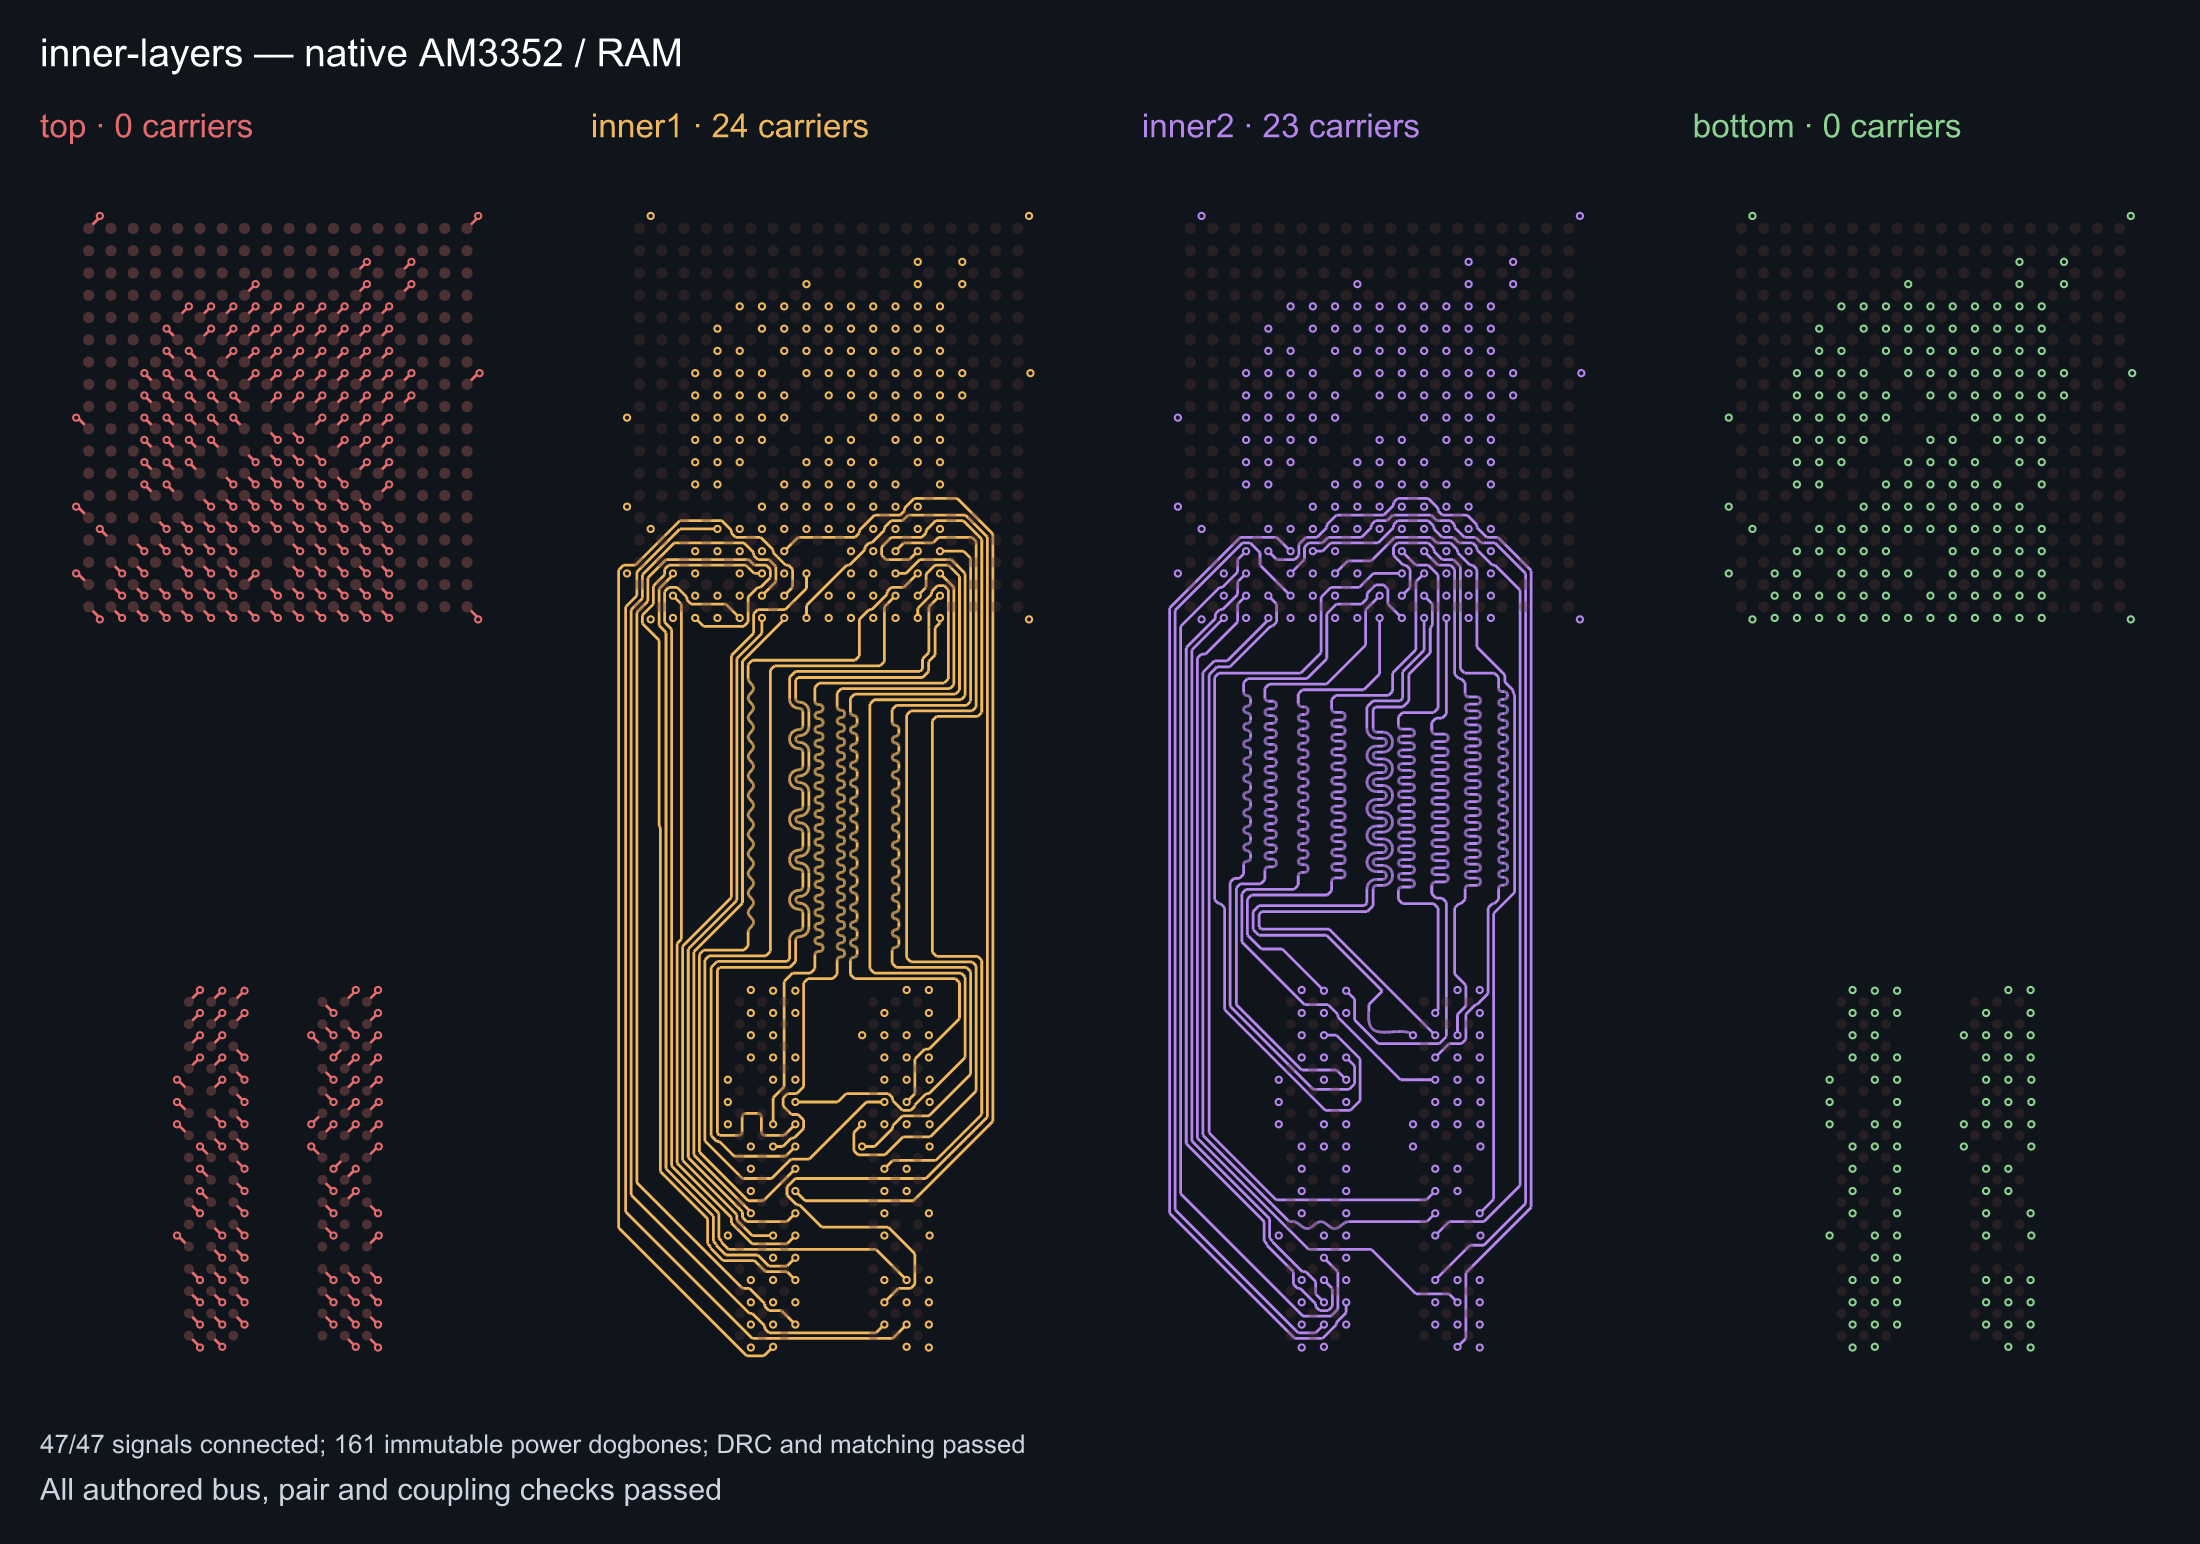 inner-layers — native AM3352 / RAM
top · 0 carriers
inner1 · 24 carriers
inner2 · 23 carriers
bottom · 0 carriers
47/47 signals connected; 161 immutable power dogbones; DRC and matching passed
All authored bus, pair and coupling checks passed